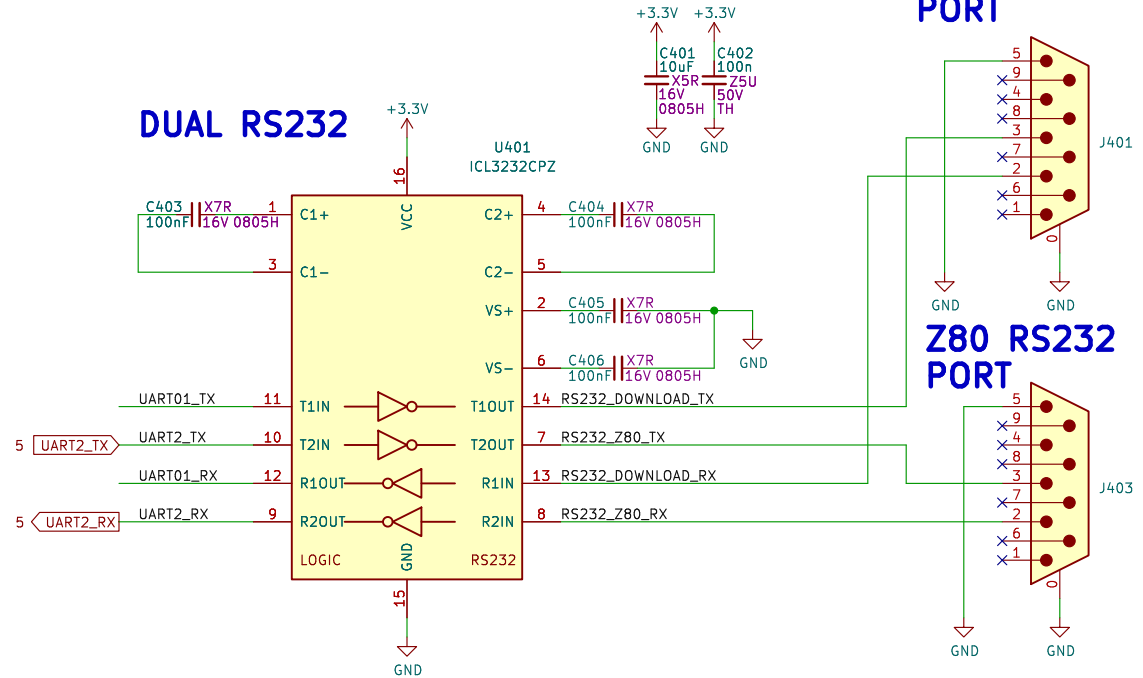 PORT
+3.3V +3.3V
C401 C402
10uF 100n
X5R Z5U
16V 50V
0805H TH
GND GND
DUAL RS232
+3.3V
U401
ICL3232CPZ
16
VCC
C403 X7R
100nF 16V 0805H
1 C1+
3 C1-
C2+ 4
C404 X7R
100nF 16V 0805H
C2- 5
VS+ 2
C405 X7R
100nF 16V 0805H
GND
VS- 6
C406 X7R
100nF 16V 0805H
UART01_TX 11 T1IN T1OUT 14 RS232_DOWNLOAD_TX
5 UART2_TX UART2_TX 10 T2IN T2OUT 7 RS232_Z80_TX
UART01_RX 12 R1OUT R1IN 13 RS232_DOWNLOAD_RX
5 UART2_RX UART2_RX 9 R2OUT R2IN 8 RS232_Z80_RX
LOGIC GND RS232
15
GND
5
9
4
8
3
7
2
6
1
0
J401
GND GND
Z80 RS232
PORT
5
9
4
8
3
7
2
6
1
0
J403
GND GND